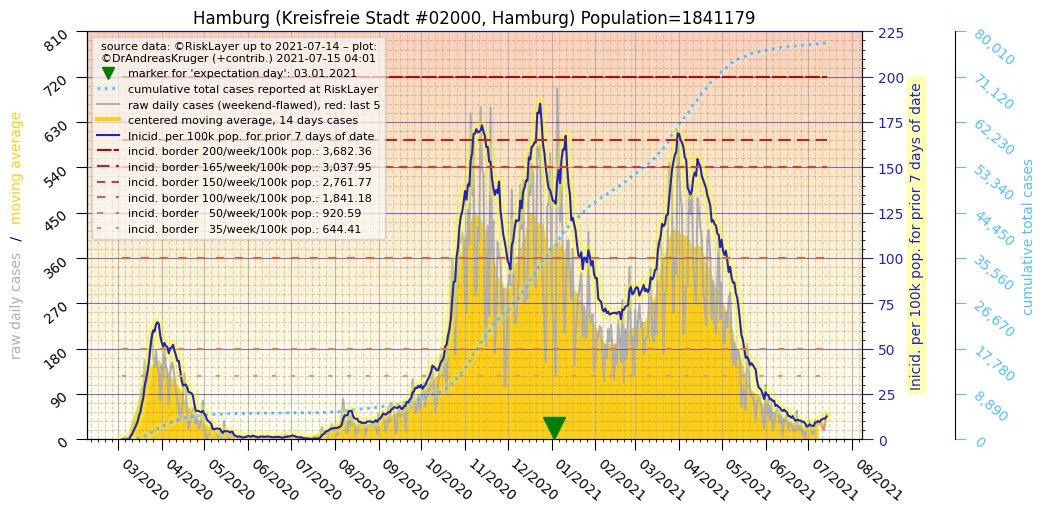 Hamburg (Kreisfreie Stadt #02000, Hamburg) Population=1841179
source data: ©RiskLayer up to 2021-07-14 – plot:
©DrAndreasKruger (+contrib.) 2021-07-15 04:01
marker for 'expectation day': 03.01.2021
cumulative total cases reported at RiskLayer
raw daily cases (weekend-flawed), red: last 5
centered moving average, 14 days cases
Inicid. per 100k pop. for prior 7 days of date
incid. border 200/week/100k pop.: 3,682.36
incid. border 165/week/100k pop.: 3,037.95
incid. border 150/week/100k pop.: 2,761.77
incid. border 100/week/100k pop.: 1,841.18
incid. border   50/week/100k pop.: 920.59
incid. border   35/week/100k pop.: 644.41
raw daily cases / moving average
810
720
630
540
450
360
270
180
90
0
03/2020
04/2020
05/2020
06/2020
07/2020
08/2020
09/2020
10/2020
11/2020
12/2020
01/2021
02/2021
03/2021
04/2021
05/2021
06/2021
07/2021
08/2021
225
200
175
150
125
100
75
50
25
0
Inicid. per 100k pop. for prior 7 days of date
80,010
71,120
62,230
53,340
44,450
35,560
26,670
17,780
8,890
0
cumulative total cases